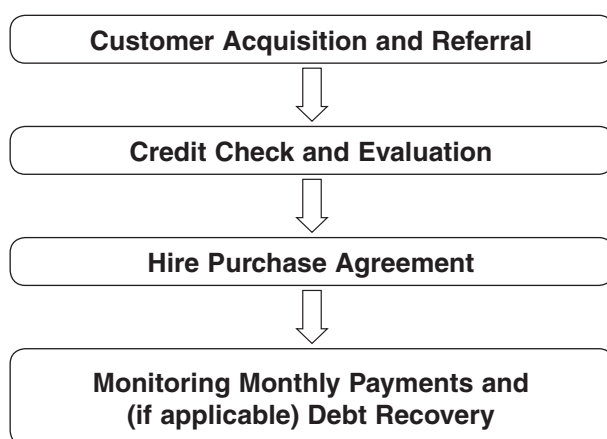 Customer Acquisition and Referral
Credit Check and Evaluation
Hire Purchase Agreement
Monitoring Monthly Payments and
(if applicable) Debt Recovery